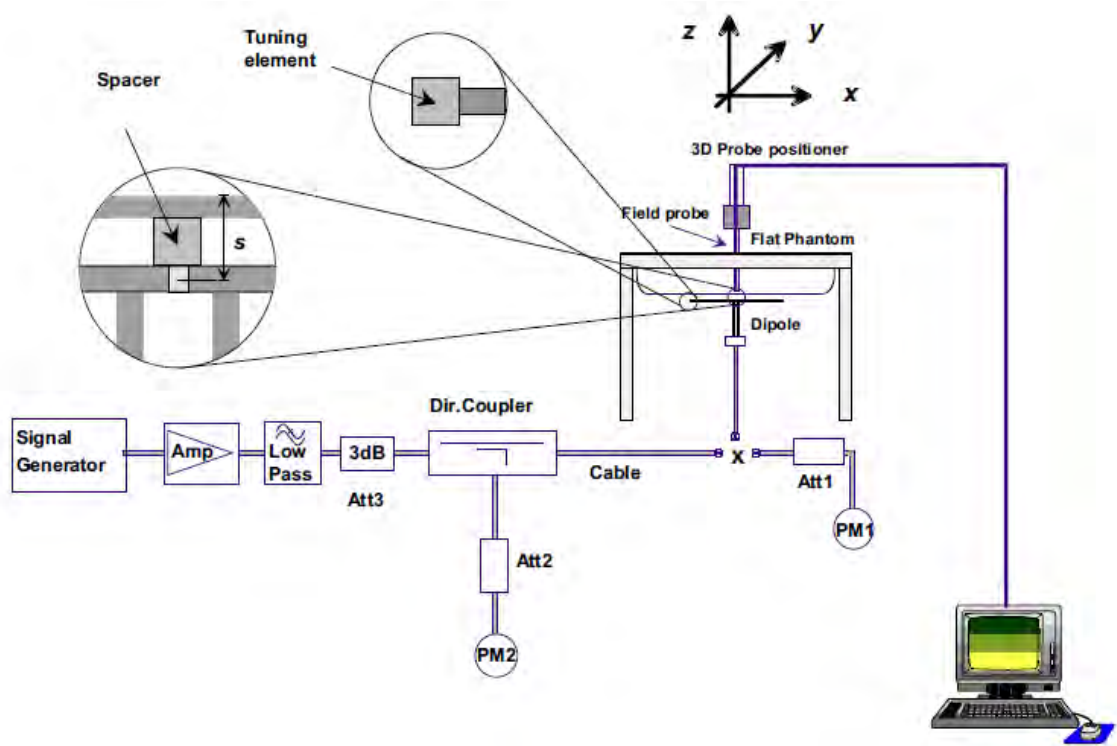 Tuning
element
Spacer
z
y
x
3D Probe positioner
Field probe
Flat Phantom
s
Dipole
Dir.Coupler
Signal
Generator
Amp
Low
Pass
3dB
Att3
Cable
x
Att1
PM1
Att2
PM2